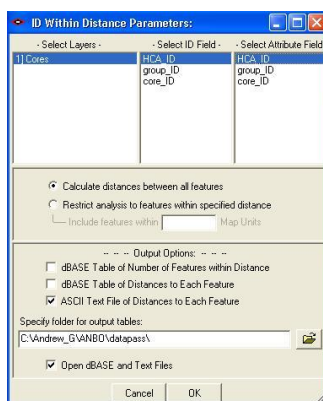 ID Within Distance Parameters:
- Select Layers - - Select ID Field - - Select Attribute Field
1] Cores HCA_ID HCA_ID
group_ID group_ID
core_ID core_ID
Calculate distances between all features
Restrict analysis to features within specified distance
Include features within Map Units
-- -- -- Output Options: -- -- --
dBASE Table of Number of Features within Distance
dBASE Table of Distances to Each Feature
ASCII Text File of Distances to Each Feature
Specify folder for output tables:
C:\Andrew_G\ANBO\datapass\
Open dBASE and Text Files
Cancel OK